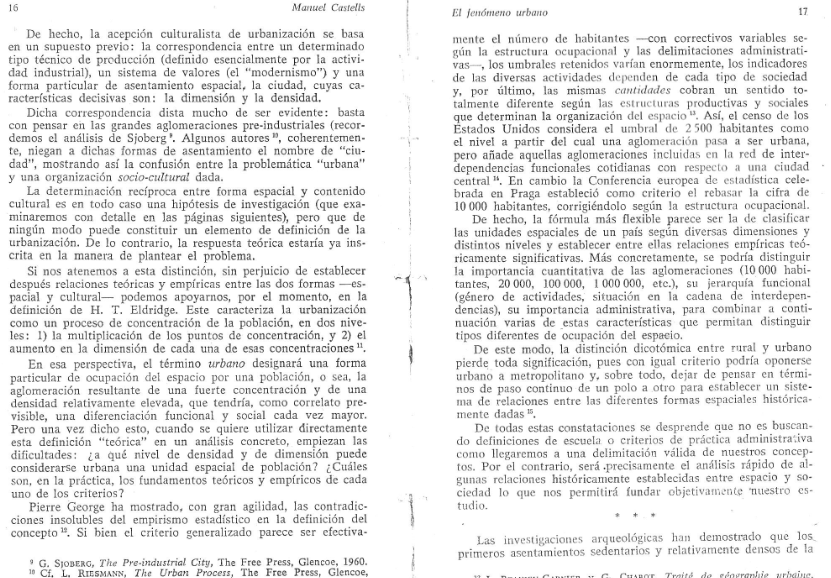 16 Manuel Castells
De hecho, la acepción culturalista de urbanización se basa
en un supuesto previo: la correspondencia entre un determinado
tipo técnico de producción (definido esencialmente por la activi-
dad industrial), un sistema de valores (el "modernismo") y una
forma particular de asentamiento espacial, la ciudad, cuyas ca-
racterísticas decisivas son: la dimensión y la densidad.
Dicha correspondencia dista mucho de ser evidente: basta
con pensar en las grandes aglomeraciones pre-industriales (recor-
demos el análisis de Sjoberg ⁹. Algunos autores ¹⁰, coherentemen-
te, niegan a dichas formas de asentamiento el nombre de "ciu-
dad", mostrando así la confusión entre la problemática "urbana"
y una organización socio-cultural dada.
La determinación recíproca entre forma espacial y contenido
cultural es en todo caso una hipótesis de investigación (que exa-
minaremos con detalle en las páginas siguientes), pero que de
ningún modo puede constituir un elemento de definición de la
urbanización. De lo contrario, la respuesta teórica estaría ya ins-
crita en la manera de plantear el problema.
Si nos atenemos a esta distinción, sin perjuicio de establecer
después relaciones teóricas y empíricas entre las dos formas —es-
pacial y cultural— podemos apoyarnos, por el momento, en la
definición de H. T. Eldridge. Este caracteriza la urbanización
como un proceso de concentración de la población, en dos nive-
les: 1) la multiplicación de los puntos de concentración, y 2) el
aumento en la dimensión de cada una de esas concentraciones ¹¹.
En esa perspectiva, el término urbano designará una forma
particular de ocupación del espacio por una población, o sea, la
aglomeración resultante de una fuerte concentración y de una
densidad relativamente elevada, que tendría, como correlato pre-
visible, una diferenciación funcional y social cada vez mayor.
Pero una vez dicho esto, cuando se quiere utilizar directamente
esta definición "teórica" en un análisis concreto, empiezan las
dificultades: ¿a qué nivel de densidad y de dimensión puede
considerarse urbana una unidad espacial de población? ¿Cuáles
son, en la práctica, los fundamentos teóricos y empíricos de cada
uno de los criterios?
Pierre George ha mostrado, con gran agilidad, las contradic-
ciones insolubles del empirismo estadístico en la definición del
concepto ¹². Si bien el criterio generalizado parece ser efectiva-
⁹ G. SJOBERG, The Pre-industrial City, The Free Press, Glencoe, 1960.
¹⁰ Cf. L. RIESMANN, The Urban Process, The Free Press, Glencoe,
El fenómeno urbano 17
mente el número de habitantes —con correctivos variables se-
gún la estructura ocupacional y las delimitaciones administrati-
vas—, los umbrales retenidos varían enormemente, los indicadores
de las diversas actividades dependen de cada tipo de sociedad
y, por último, las mismas cantidades cobran un sentido to-
talmente diferente según las estructuras productivas y sociales
que determinan la organización del espacio ¹³. Así, el censo de los
Estados Unidos considera el umbral de 2 500 habitantes como
el nivel a partir del cual una aglomeración pasa a ser urbana,
pero añade aquellas aglomeraciones incluidas en la red de inter-
dependencias funcionales cotidianas con respecto a una ciudad
central ¹⁴. En cambio la Conferencia europea de estadística cele-
brada en Praga estableció como criterio el rebasar la cifra de
10 000 habitantes, corrigiéndolo según la estructura ocupacional.
De hecho, la fórmula más flexible parece ser la de clasificar
las unidades espaciales de un país según diversas dimensiones y
distintos niveles y establecer entre ellas relaciones empíricas teó-
ricamente significativas. Más concretamente, se podría distinguir
la importancia cuantitativa de las aglomeraciones (10 000 habi-
tantes, 20 000, 100 000, 1 000 000, etc.), su jerarquía funcional
(género de actividades, situación en la cadena de interdepen-
dencias), su importancia administrativa, para combinar a conti-
nuación varias de estas características que permitan distinguir
tipos diferentes de ocupación del espacio.
De este modo, la distinción dicotómica entre rural y urbano
pierde toda significación, pues con igual criterio podría oponerse
urbano a metropolitano y, sobre todo, dejar de pensar en térmi-
nos de paso continuo de un polo a otro para establecer un siste-
ma de relaciones entre las diferentes formas espaciales histórica-
mente dadas ¹⁵.
De todas estas constataciones se desprende que no es buscan-
do definiciones de escuela o criterios de práctica administrativa
como llegaremos a una delimitación válida de nuestros concep-
tos. Por el contrario, será precisamente el análisis rápido de al-
gunas relaciones históricamente establecidas entre espacio y so-
ciedad lo que nos permitirá fundar objetivamente nuestro es-
tudio.
* * *
Las investigaciones arqueológicas han demostrado que los
primeros asentamientos sedentarios y relativamente densos de la
Y G. CHABOT, Traité de géographie urbaine,